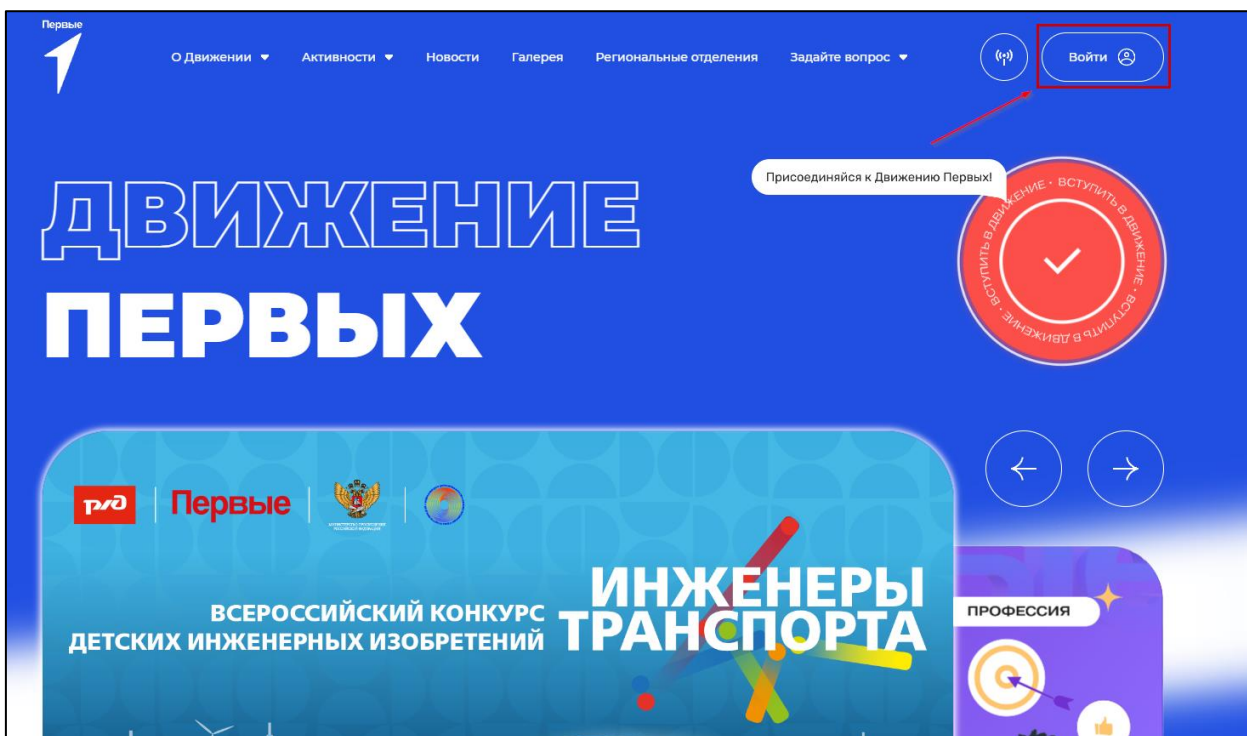 Первые
О Движении
Активности
Новости
Галерея
Региональные отделения
Задайте вопрос
Войти
Присоединяйся к Движению Первых!
ДВИЖЕНИЕ
ПЕРВЫХ
ВСТУПИТЬ В ДВИЖЕНИЕ • ВСТУПИТЬ В ДВИЖЕНИЕ • ВСТУПИТЬ В ДВИЖЕНИЕ •
ржд
Первые
ВСЕРОССИЙСКИЙ КОНКУРС
ДЕТСКИХ ИНЖЕНЕРНЫХ ИЗОБРЕТЕНИЙ
ИНЖЕНЕРЫ
ТРАНСПОРТА
ПРОФЕССИЯ